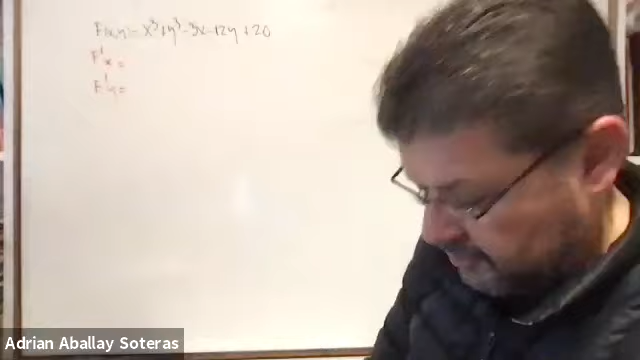 F(x,y)= x³+y³-3x-12y+20
F'x =
F'y =
Adrian Aballay Soteras